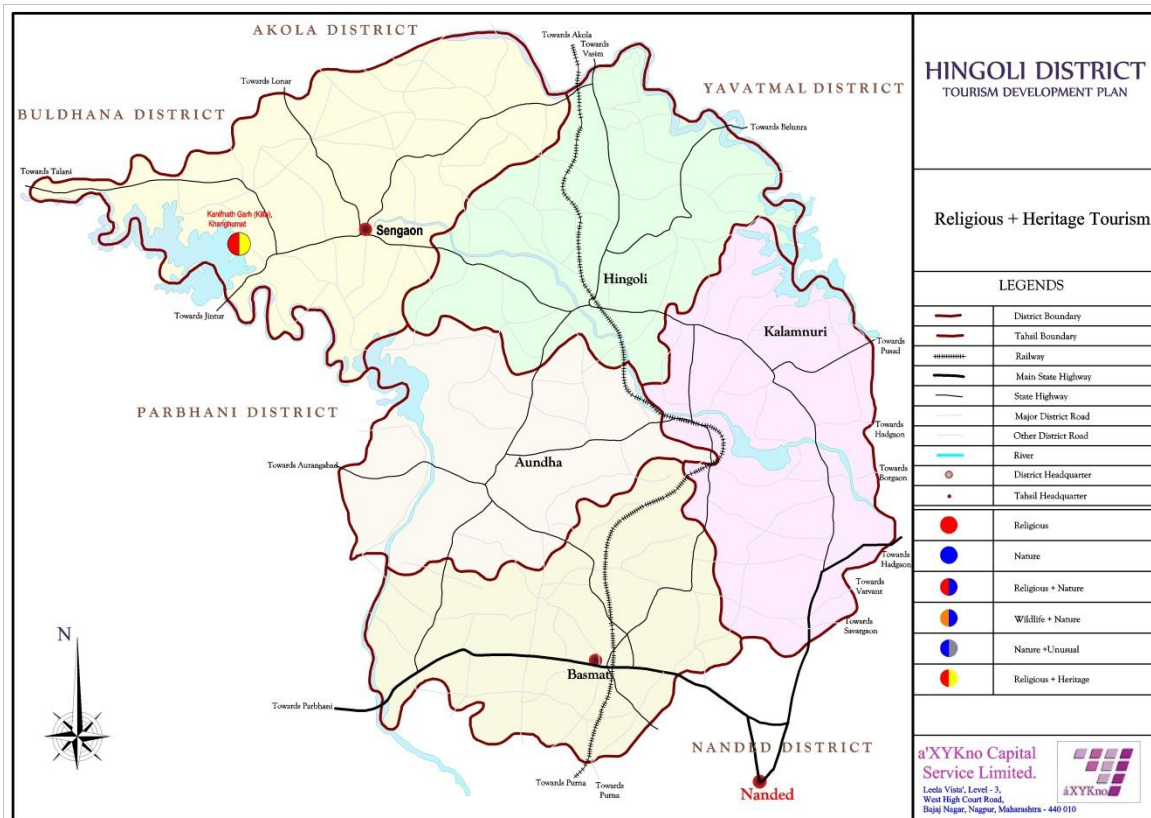 AKOLA DISTRICT
Towards Akola
Towards
Vasim
YAVATMAL DISTRICT
Towards Lonar
BULDHANA DISTRICT
Towards Belunra
Towards Talani
Kanifnath Garh (Killa),
Kharighumat
Sengaon
Hingoli
Towards Jintur
Kalamnuri
Towards
Pusad
PARBHANI DISTRICT
Towards
Hadgaon
Aundha
Towards Aurangabad
Towards
Borgaon
Towards
Hadgaon
Towards
Varvant
Towards
Savargaon
N
Basmat
Towards Parbhani
NANDED DISTRICT
Towards Purna
Towards
Purna
Nanded
HINGOLI DISTRICT
TOURISM DEVELOPMENT PLAN
Religious + Heritage Tourism
LEGENDS
District Boundary
Tahsil Boundary
Railway
Main State Highway
State Highway
Major District Road
Other District Road
River
District Headquarter
Tahsil Headquarter
Religious
Nature
Religious + Nature
Wildlife + Nature
Nature +Unusual
Religious + Heritage
a'XYKno Capital
Service Limited.
Leela Vista', Level - 3,
West High Court Road,
Bajaj Nagar, Nagpur, Maharashtra - 440 010
áXYKno